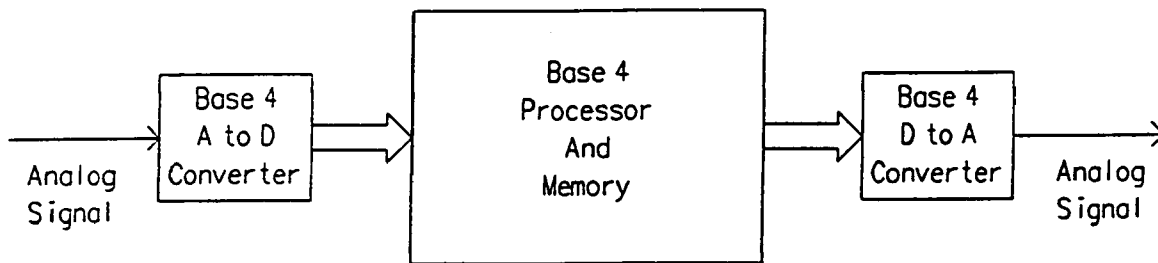 Analog
Signal
Base 4
A to D
Converter
Base 4
Processor
And
Memory
Base 4
D to A
Converter
Analog
Signal